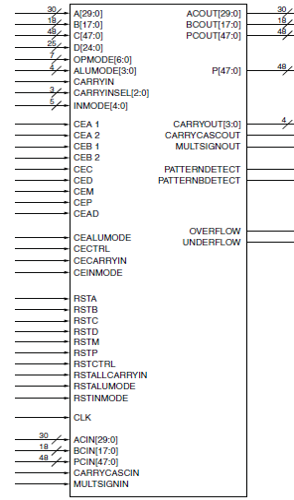 30 A[29:0] ACOUT[29:0] 30
18 B[17:0] BCOUT[17:0] 18
48 C[47:0] PCOUT[47:0] 48
25 D[24:0]
7 OPMODE[6:0]
4 ALUMODE[3:0] P[47:0] 48
CARRYIN
3 CARRYINSEL[2:0]
5 INMODE[4:0]
CEA 1 CARRYOUT[3:0] 4
CEA 2 CARRYCASCOUT
CEB 1 MULTSIGNOUT
CEB 2
CEC PATTERNDETECT
CED PATTERNBDETECT
CEM
CEP
CEAD
OVERFLOW
CEALUMODE UNDERFLOW
CECTRL
CECARRYIN
CEINMODE
RSTA
RSTB
RSTC
RSTD
RSTM
RSTP
RSTCTRL
RSTALLCARRYIN
RSTALUMODE
RSTINMODE
CLK
30 ACIN[29:0]
18 BCIN[17:0]
48 PCIN[47:0]
CARRYCASCIN
MULTSIGNIN